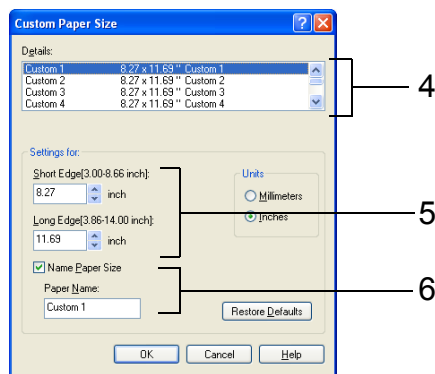 Custom Paper Size
Details:
Custom 1 8.27 x 11.69 '' Custom 1
Custom 2 8.27 x 11.69 '' Custom 2
Custom 3 8.27 x 11.69 '' Custom 3
Custom 4 8.27 x 11.69 '' Custom 4
4
Settings for:
Short Edge[3.00-8.66 inch]:
8.27 inch
Units
Millimeters
Inches
5
Long Edge[3.86-14.00 inch]:
11.69 inch
Name Paper Size
Paper Name:
Custom 1
6
Restore Defaults
OK Cancel Help